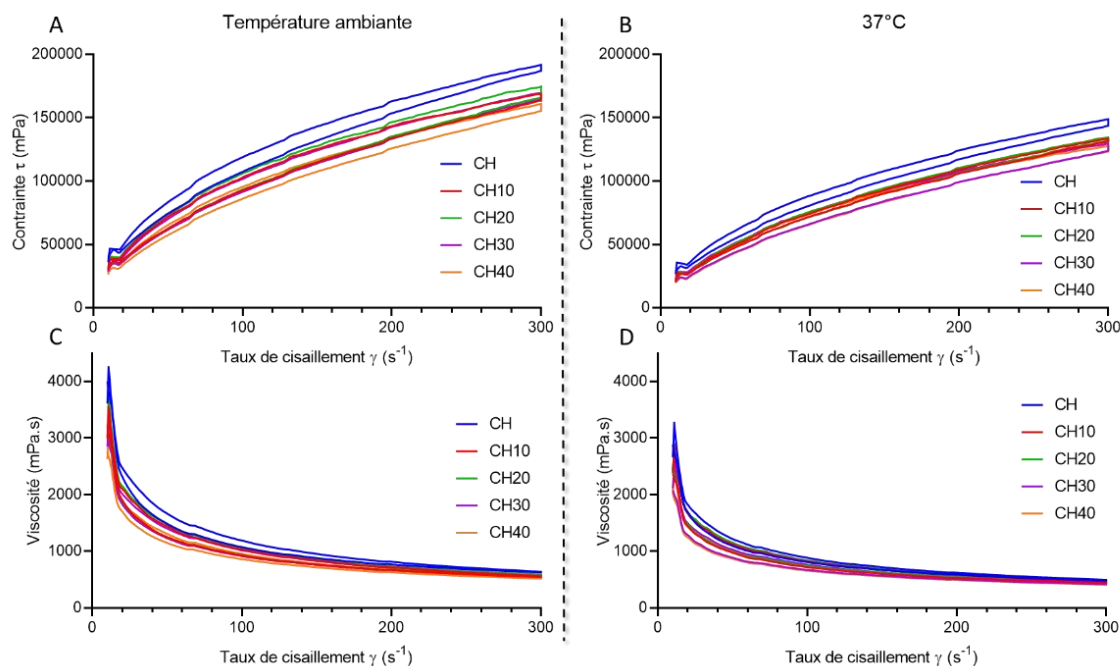 A
Température ambiante
Contrainte τ (mPa)
200000
150000
100000
50000
0
0
100
200
300
Taux de cisaillement γ (s-1)
CH
CH10
CH20
CH30
CH40
B
37°C
Contrainte τ (mPa)
200000
150000
100000
50000
0
0
100
200
300
Taux de cisaillement γ (s-1)
CH
CH10
CH20
CH30
CH40
C
Viscosité (mPa.s)
4000
3000
2000
1000
0
0
100
200
300
Taux de cisaillement γ (s-1)
CH
CH10
CH20
CH30
CH40
D
Viscosité (mPa.s)
4000
3000
2000
1000
0
0
100
200
300
Taux de cisaillement γ (s-1)
CH
CH10
CH20
CH30
CH40